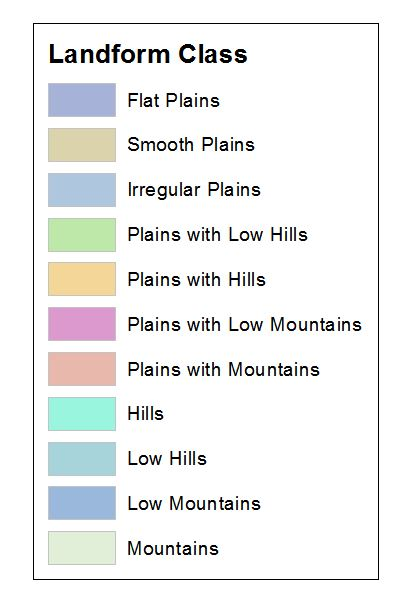 Landform Class
Flat Plains
Smooth Plains
Irregular Plains
Plains with Low Hills
Plains with Hills
Plains with Low Mountains
Plains with Mountains
Hills
Low Hills
Low Mountains
Mountains